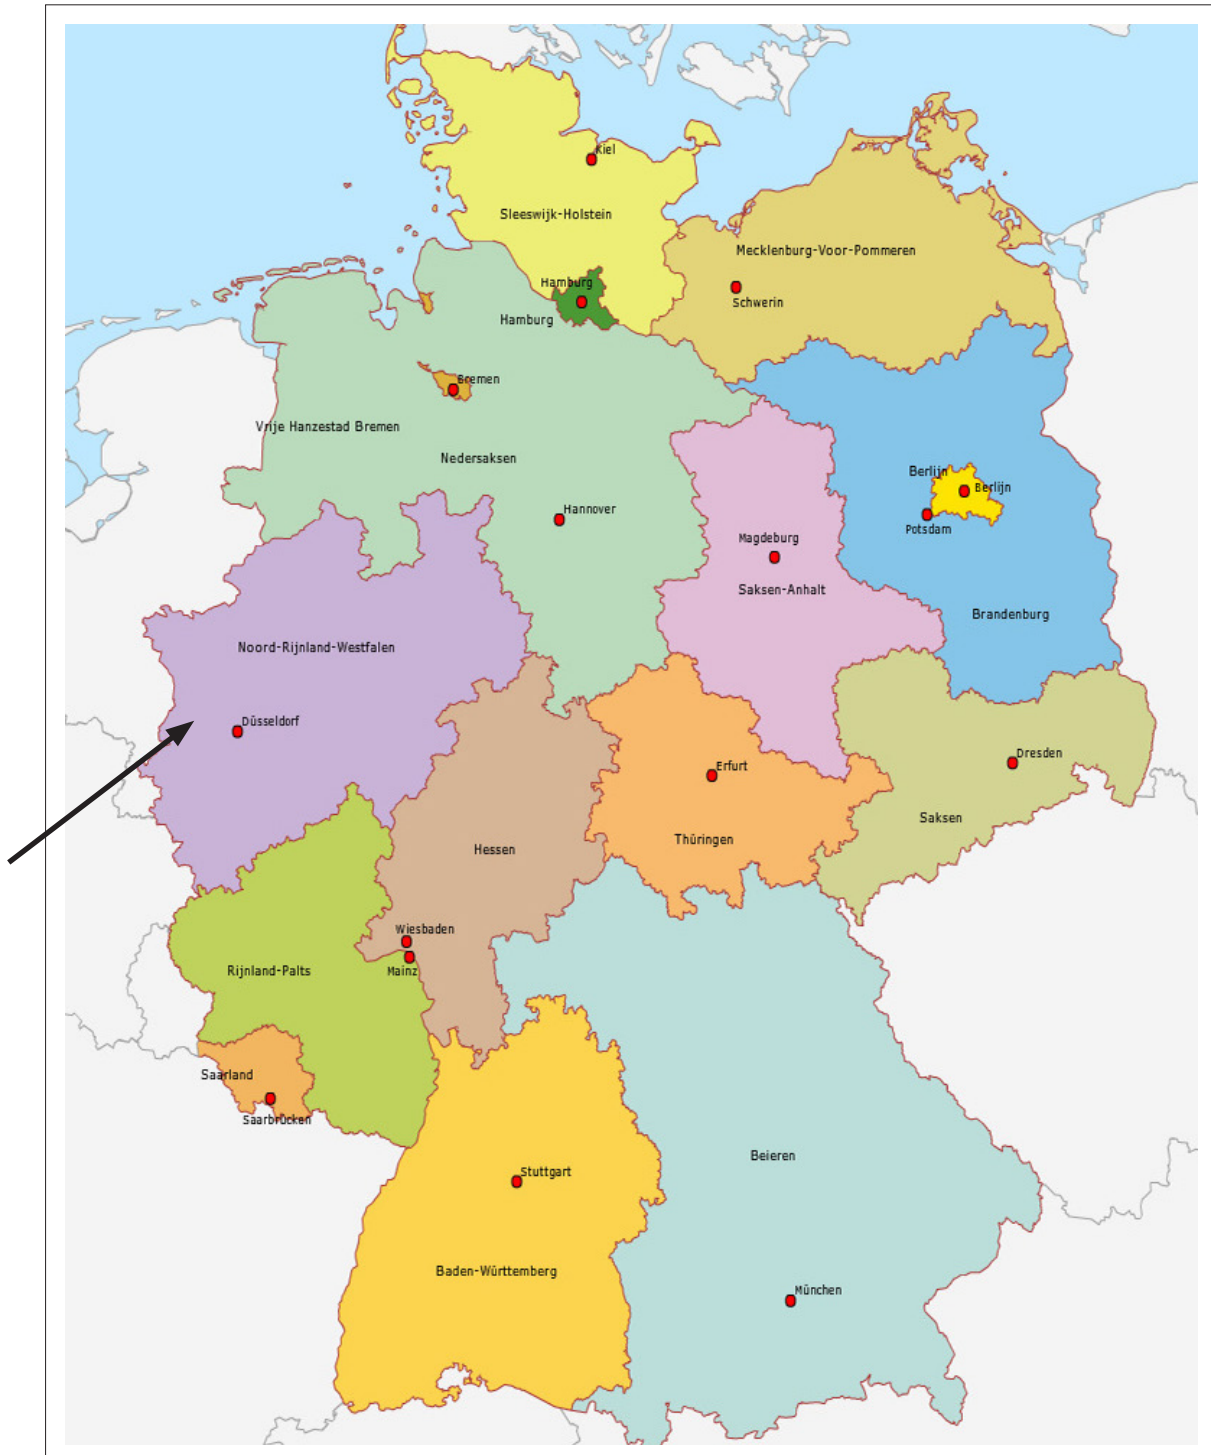 Kiel
Sleeswijk-Holstein
Mecklenburg-Voor-Pommeren
Hamburg
Schwerin
Hamburg
Bremen
Vrije Hanzestad Bremen
Nedersaksen
Berlijn
Berlijn
Hannover
Potsdam
Magdeburg
Saksen-Anhalt
Brandenburg
Noord-Rijnland-Westfalen
Düsseldorf
Dresden
Erfurt
Saksen
Thüringen
Hessen
Wiesbaden
Mainz
Rijnland-Palts
Saarland
Saarbrücken
Beieren
Stuttgart
Baden-Württemberg
München